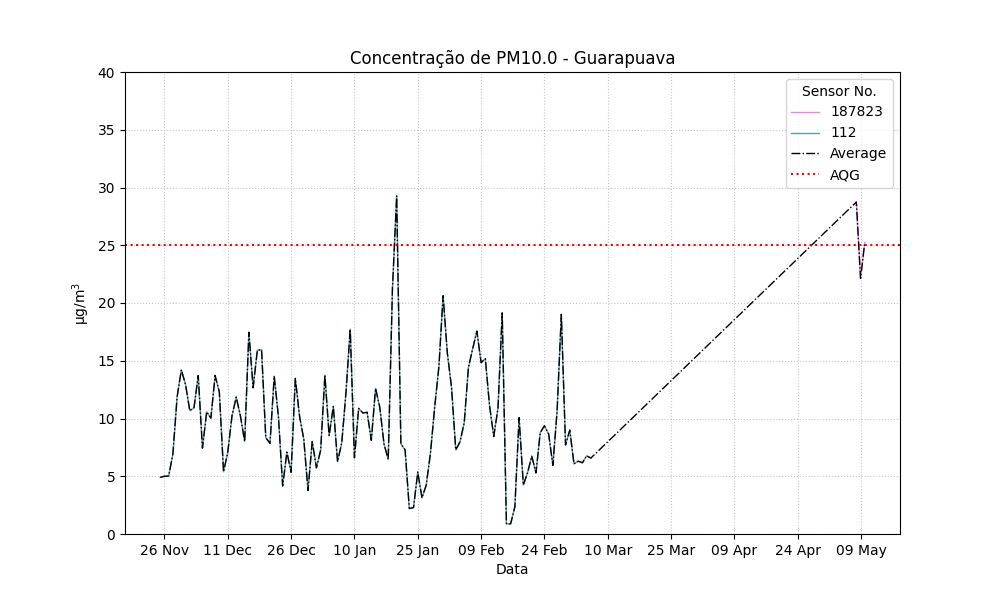 Concentração de PM10.0 - Guarapuava
40
35
30
25
20
15
10
5
0
µg/m³
Sensor No.
187823
112
Average
AQG
26 Nov 11 Dec 26 Dec 10 Jan 25 Jan 09 Feb 24 Feb 10 Mar 25 Mar 09 Apr 24 Apr 09 May
Data